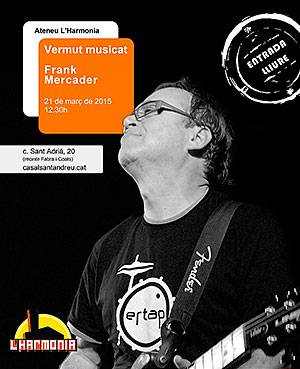 Ateneu L'Harmonia
Vermut musicat
Frank
Mercader
21 de març de 2015
12:30h
ENTRADA
LLIURE
c. Sant Adrià, 20
(recinte Fabra i Coats)
casalsantandreu.cat
Fender
ertap
L'HARMONIA